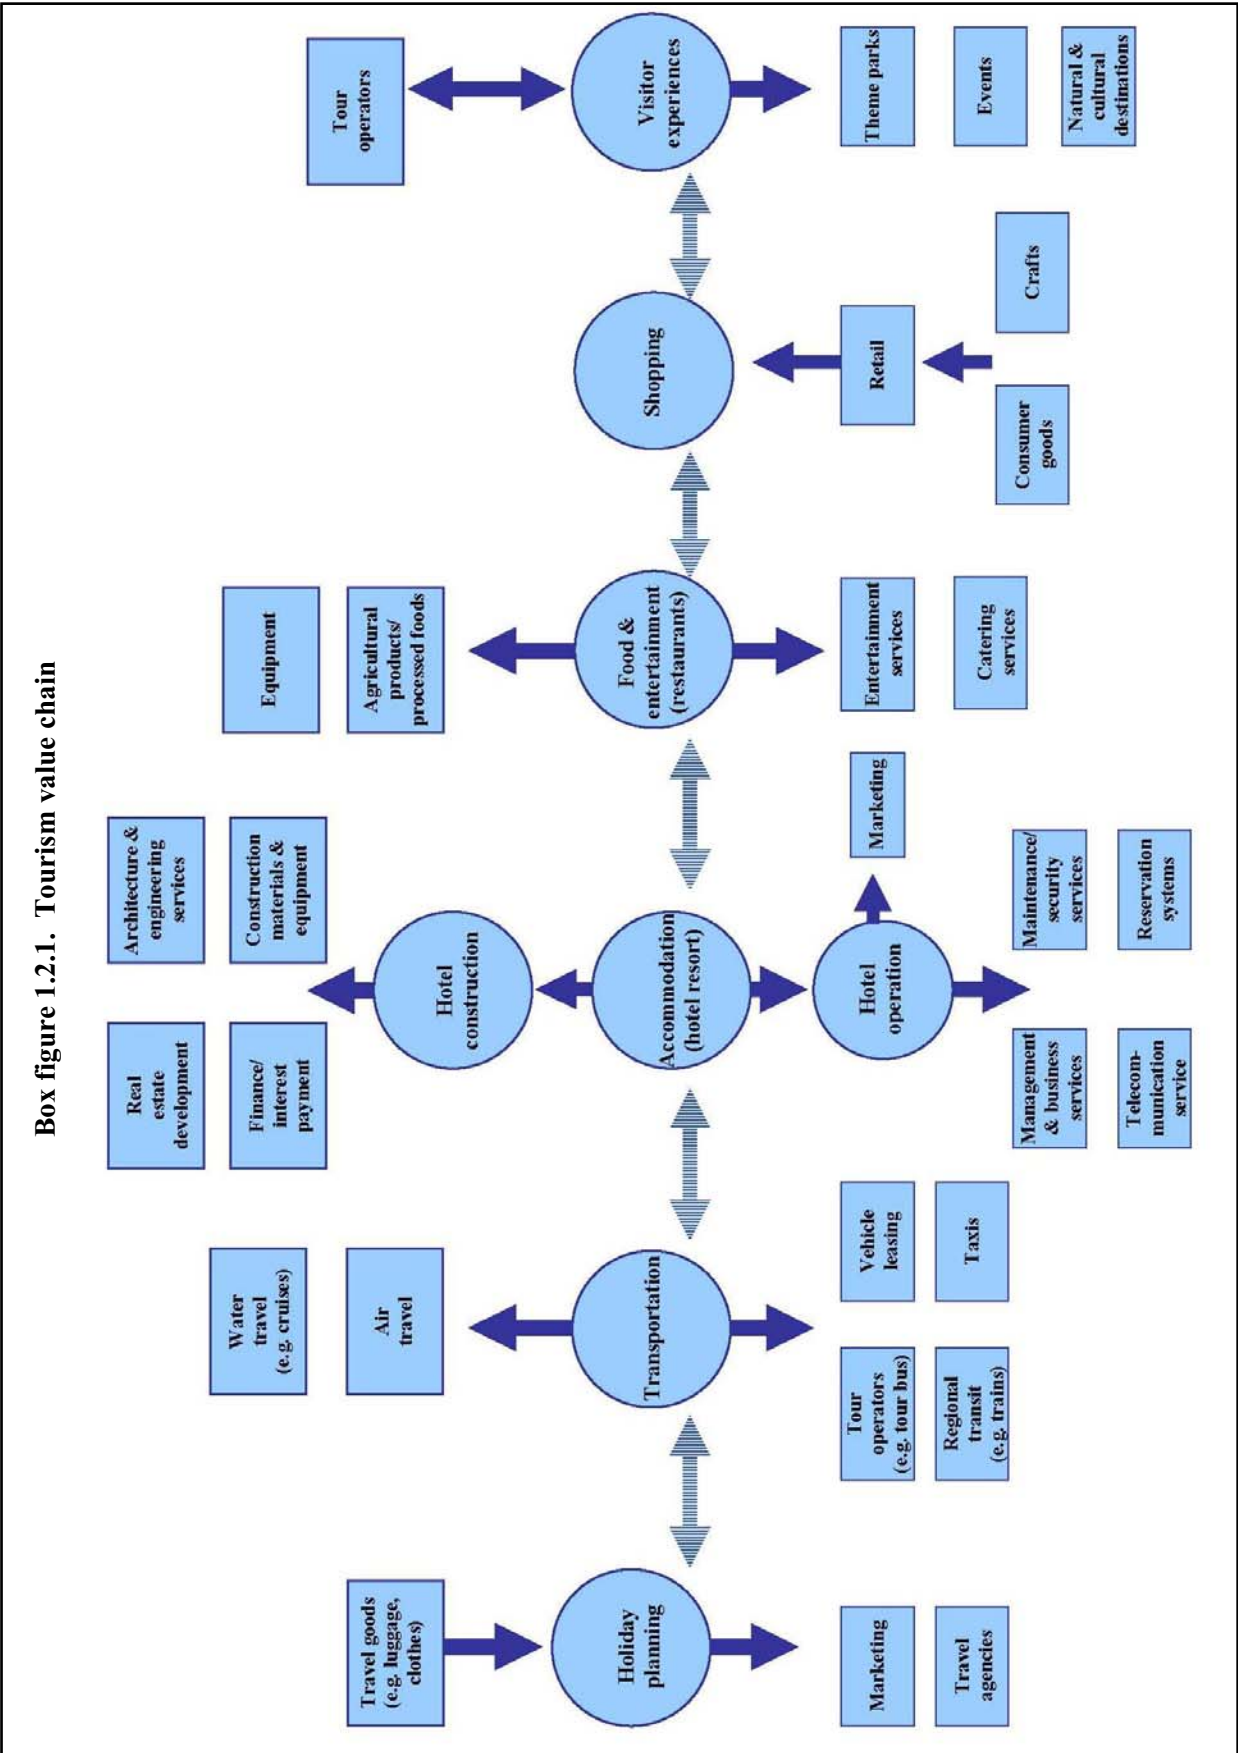 Box figure 1.2.1. Tourism value chain
Travel goods
(e.g. luggage,
clothes)
Holiday
planning
Marketing
Travel
agencies
Water
travel
(e.g. cruises)
Air
travel
Transportation
Tour
operators
(e.g. tour bus)
Vehicle
leasing
Regional
transit
(e.g. trains)
Taxis
Real
estate
development
Architecture &
engineering
services
Finance/
interest
payment
Construction
materials &
equipment
Hotel
construction
Accommodation
(hotel resort)
Hotel
operation
Marketing
Management
& business
services
Maintenance/
security
services
Telecom-
munication
service
Reservation
systems
Equipment
Agricultural
products/
processed foods
Food &
entertainment
(restaurants)
Entertainment
services
Catering
services
Shopping
Retail
Consumer
goods
Crafts
Tour
operators
Visitor
experiences
Theme parks
Events
Natural &
cultural
destinations